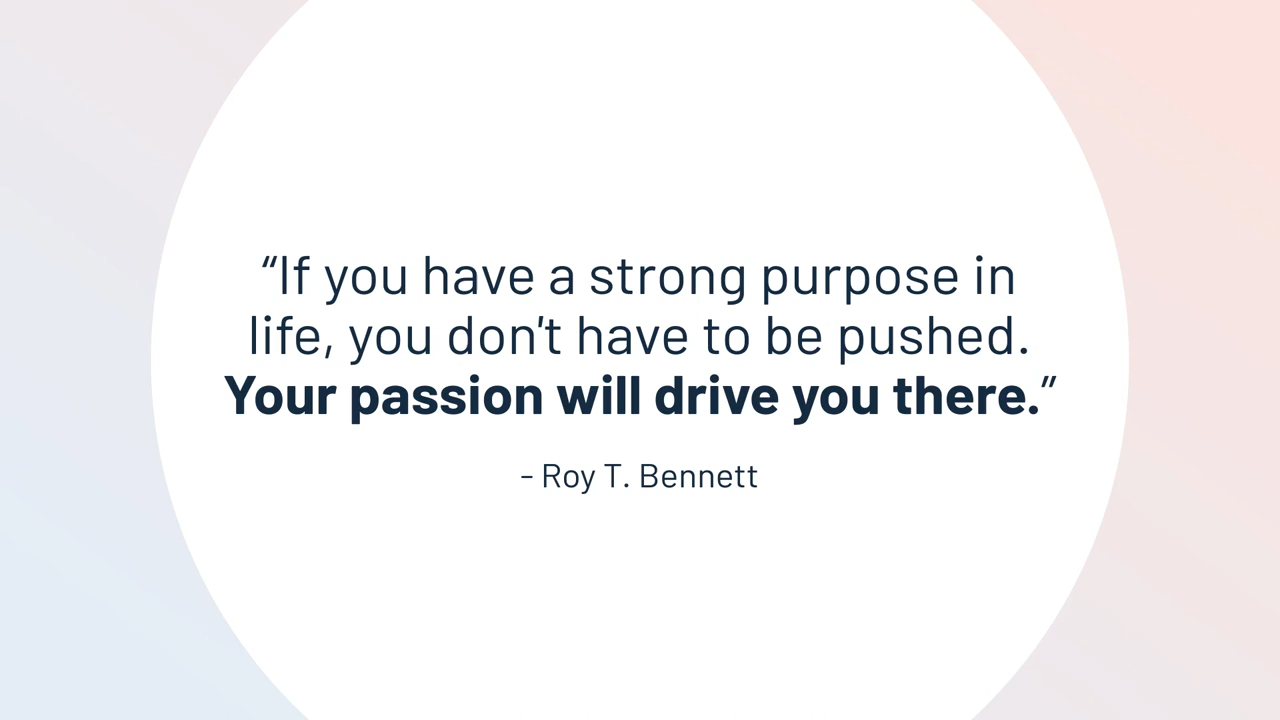 “If you have a strong purpose in
life, you don't have to be pushed.
Your passion will drive you there.”
- Roy T. Bennett